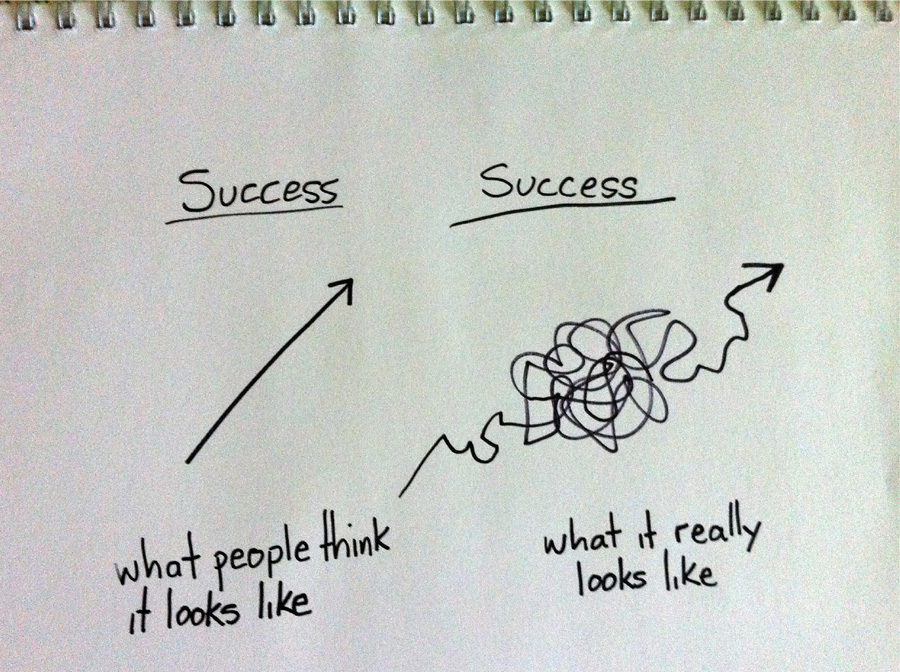 Success
what people think
it looks like
Success
what it really
looks like